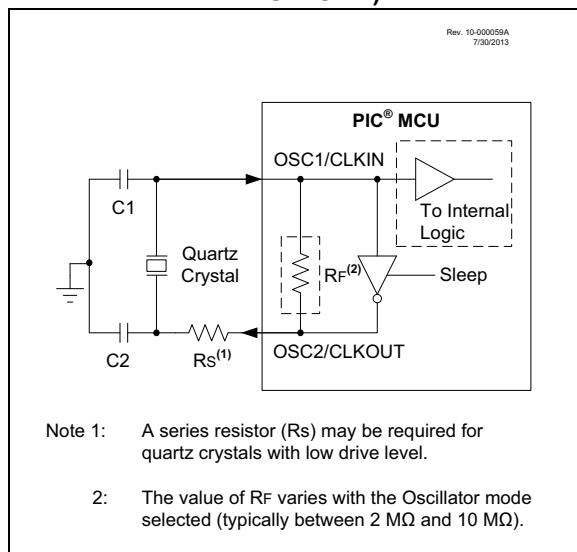 Rev. 10-000059A
7/30/2013
PIC® MCU
OSC1/CLKIN
C1
To Internal
Logic
Quartz
Crystal
RF(2)
Sleep
C2
RS(1)
OSC2/CLKOUT
Note 1: A series resistor (Rs) may be required for
quartz crystals with low drive level.
2: The value of RF varies with the Oscillator mode
selected (typically between 2 MΩ and 10 MΩ).